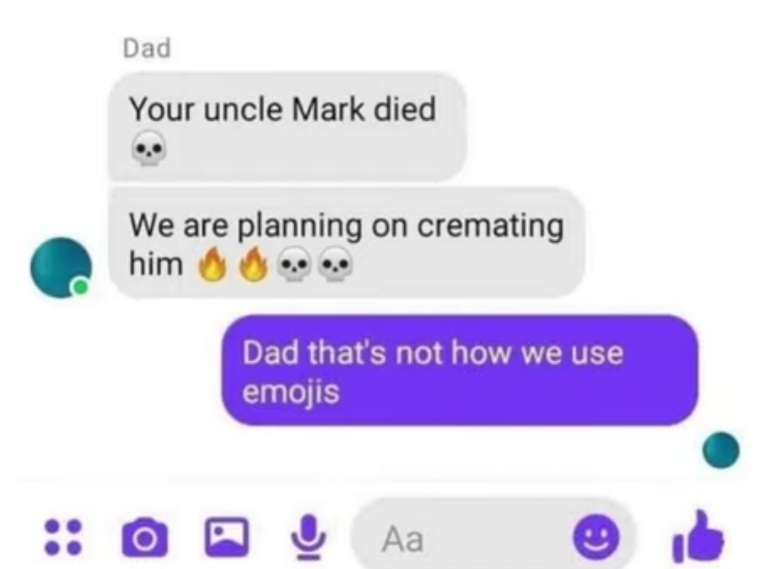 Dad
Your uncle Mark died
💀
We are planning on cremating
him 🔥🔥💀💀
Dad that's not how we use
emojis
Aa